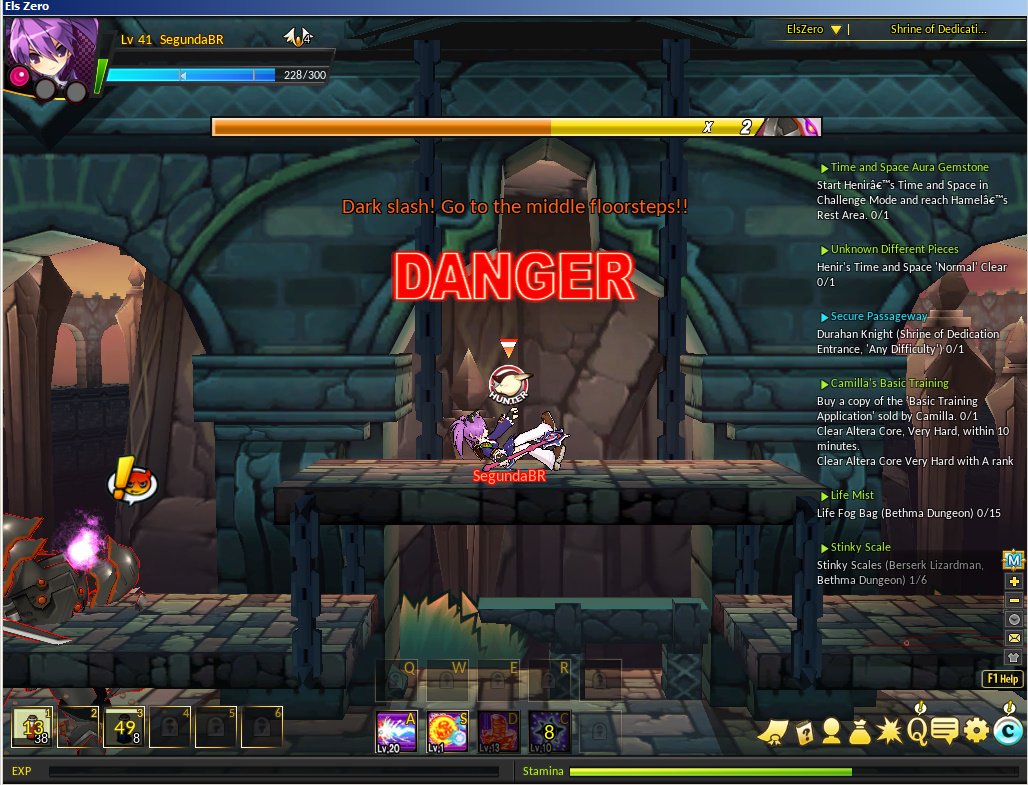 Els Zero
Lv 41 SegundaBR
4
ElsZero
Shrine of Dedicati...
228/300
x 2
Dark slash! Go to the middle floorsteps!!
DANGER
HUNTER
SegundaBR
Time and Space Aura Gemstone
Start Henirâ€™s Time and Space in
Challenge Mode and reach Hamelâ€™s
Rest Area. 0/1
Unknown Different Pieces
Henir's Time and Space 'Normal' Clear
0/1
Secure Passageway
Durahan Knight (Shrine of Dedication
Entrance, 'Any Difficulty') 0/1
Camilla's Basic Training
Buy a copy of the 'Basic Training
Application' sold by Camilla. 0/1
Clear Altera Core, Very Hard, within 10
minutes.
Clear Altera Core Very Hard with A rank
Life Mist
Life Fog Bag (Bethma Dungeon) 0/15
Stinky Scale
Stinky Scales (Berserk Lizardman,
Bethma Dungeon) 1/6
M
F1 Help
Q W E R
1 2 3 4 5 6
13 49
38 8
A S D C
8
Lv,20 Lv,1 Lv,13 Lv,10
Q
C
EXP
Stamina